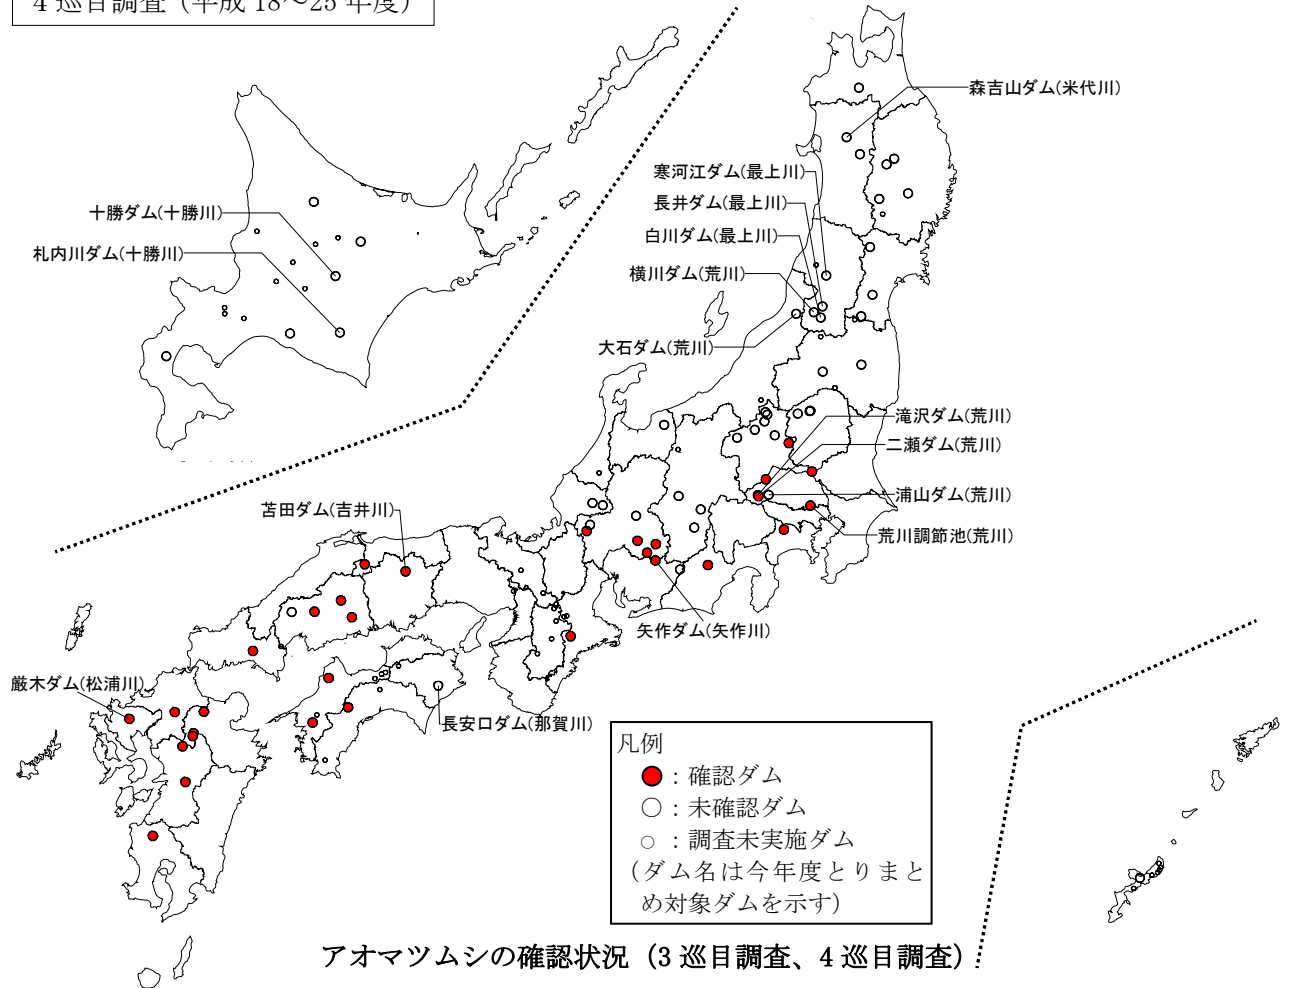 4 巡目調査（平成 18～25 年度）
森吉山ダム(米代川)
寒河江ダム(最上川)
長井ダム(最上川)
白川ダム(最上川)
横川ダム(荒川)
大石ダム(荒川)
十勝ダム(十勝川)
札内川ダム(十勝川)
滝沢ダム(荒川)
二瀬ダム(荒川)
浦山ダム(荒川)
荒川調節池(荒川)
苫田ダム(吉井川)
矢作ダム(矢作川)
厳木ダム(松浦川)
長安口ダム(那賀川)
凡例
：確認ダム
：未確認ダム
：調査未実施ダム
（ダム名は今年度とりまと
め対象ダムを示す）
アオマツムシの確認状況（3 巡目調査、4 巡目調査）